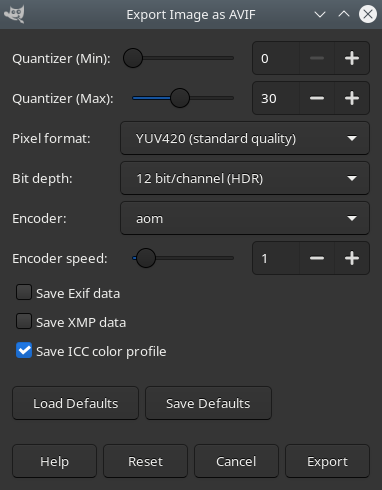 Export Image as AVIF
Quantizer (Min): 0
Quantizer (Max): 30
Pixel format: YUV420 (standard quality)
Bit depth: 12 bit/channel (HDR)
Encoder: aom
Encoder speed: 1
Save Exif data
Save XMP data
Save ICC color profile
Load Defaults Save Defaults
Help Reset Cancel Export